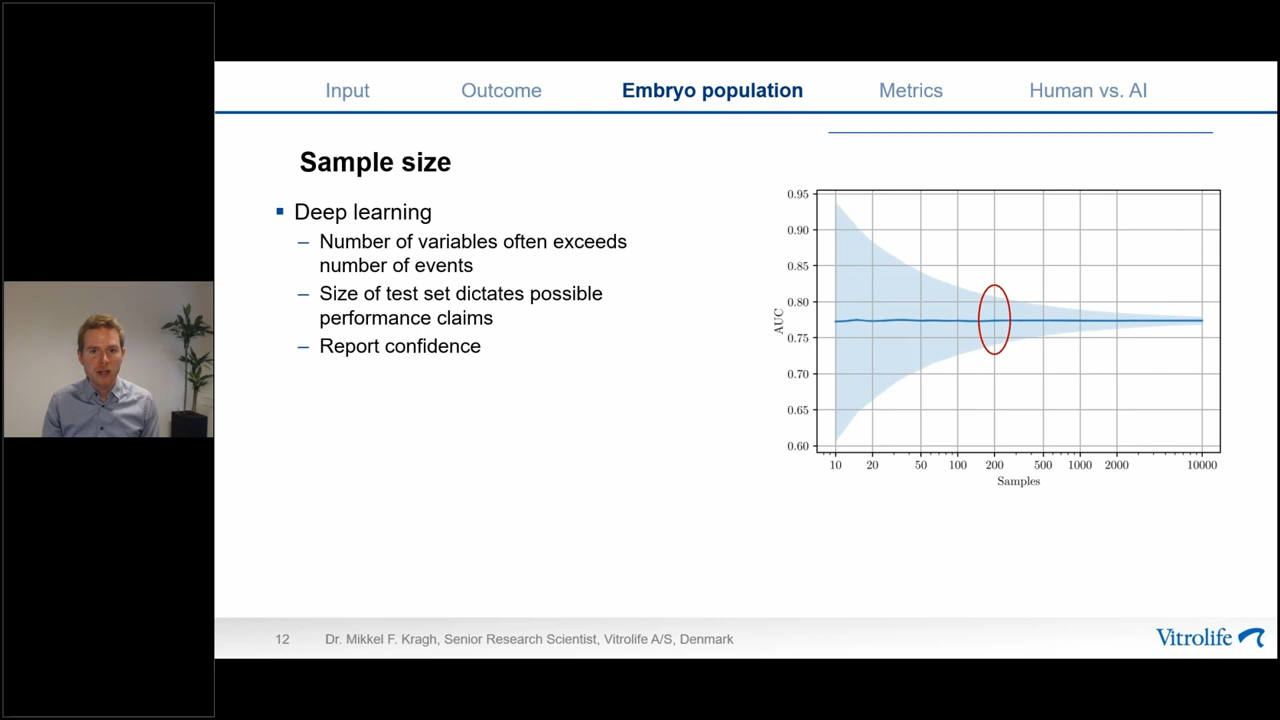 Input Outcome Embryo population Metrics Human vs. AI
Sample size
Deep learning
– Number of variables often exceeds
number of events
– Size of test set dictates possible
performance claims
– Report confidence
0.95
0.90
0.85
0.80
0.75
0.70
0.65
0.60
AUC
10 20 50 100 200 500 1000 2000 10000
Samples
12 Dr. Mikkel F. Kragh, Senior Research Scientist, Vitrolife A/S, Denmark
Vitrolife